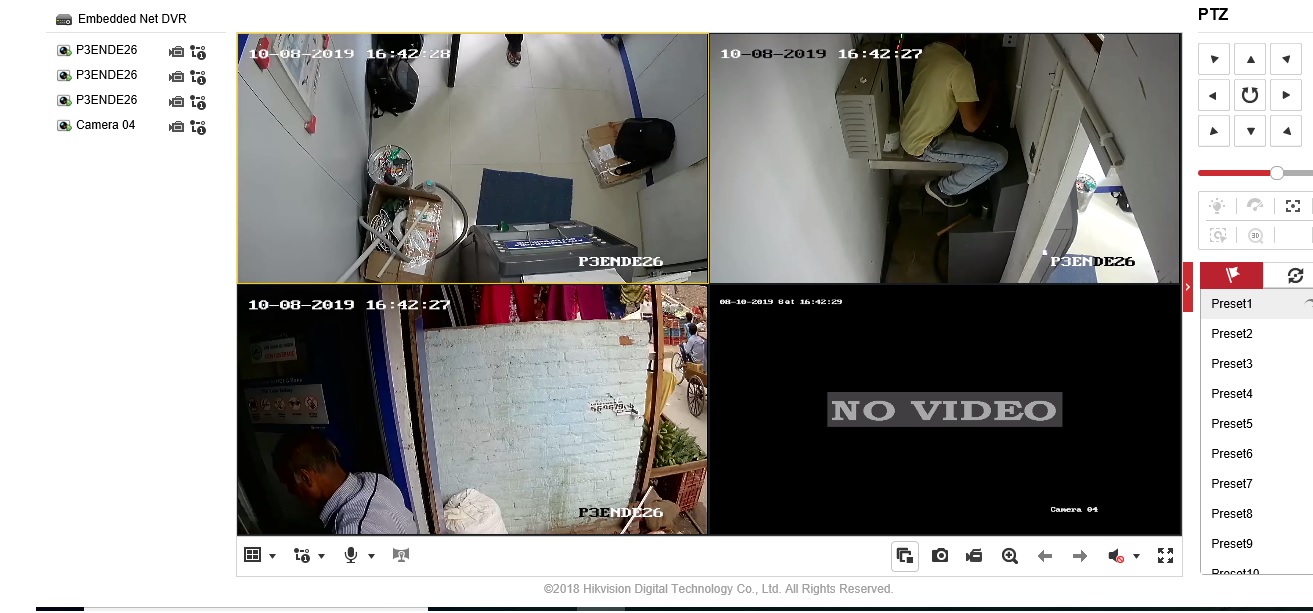 Embedded Net DVR
P3ENDE26
P3ENDE26
P3ENDE26
Camera 04
10-08-2019 16:42:28
P3ENDE26
10-08-2019 16:42:27
P3ENDE26
10-08-2019 16:42:27
P3ENDE26
08-10-2019 Sat 16:42:29
NO VIDEO
Camera 04
©2018 Hikvision Digital Technology Co., Ltd. All Rights Reserved.
PTZ
3D
Preset1
Preset2
Preset3
Preset4
Preset5
Preset6
Preset7
Preset8
Preset9
Preset10